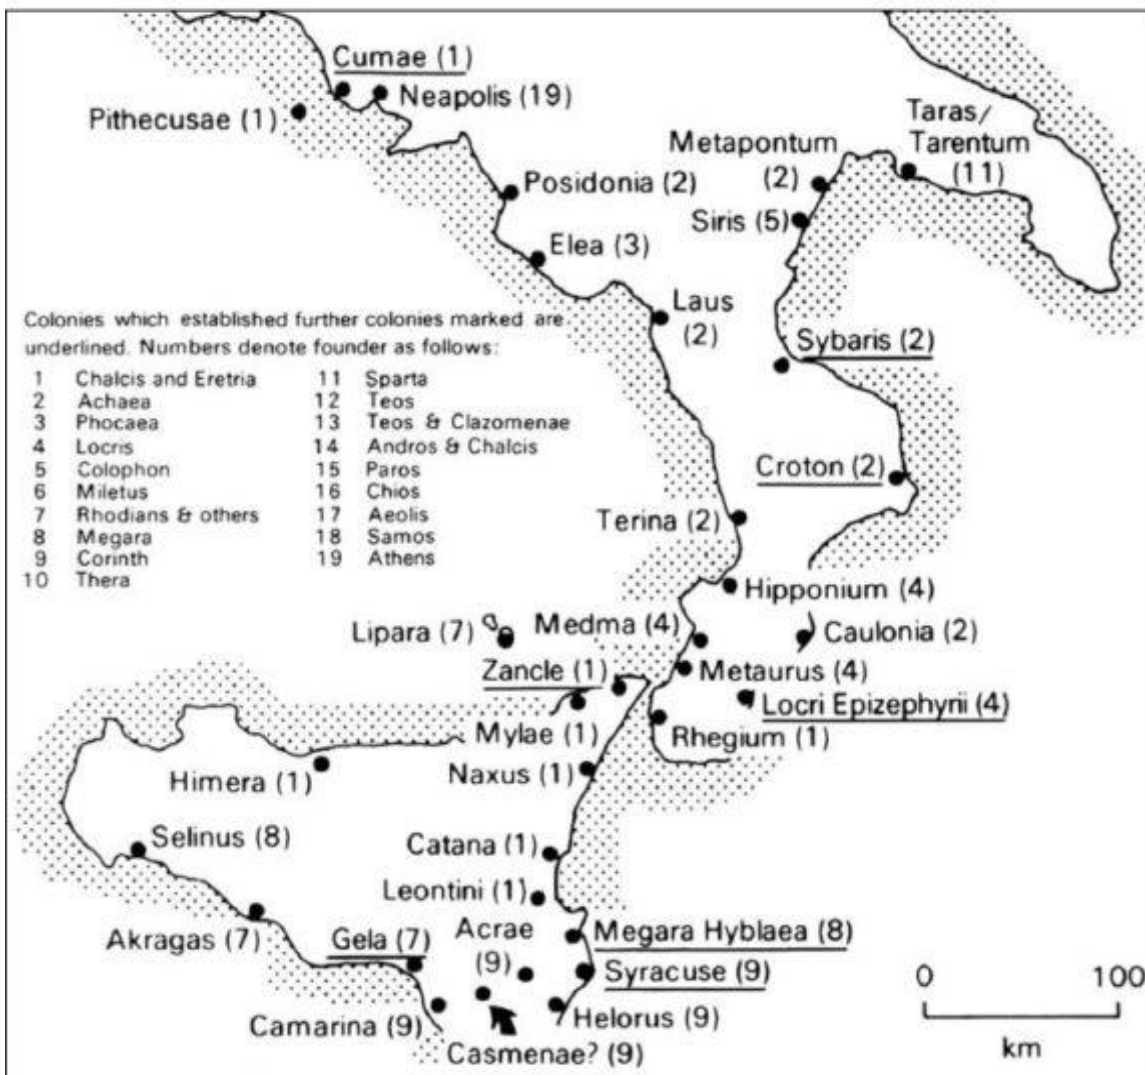 Cumae (1)
Neapolis (19)
Pithecusae (1)
Taras/
Tarentum
(11)
Metapontum
(2)
Posidonia (2)
Siris (5)
Elea (3)
Laus
(2)
Colonies which established further colonies marked are
underlined. Numbers denote founder as follows:
1 Chalcis and Eretria
2 Achaea
3 Phocaea
4 Locris
5 Colophon
6 Miletus
7 Rhodians & others
8 Megara
9 Corinth
10 Thera
11 Sparta
12 Teos
13 Teos & Clazomenae
14 Andros & Chalcis
15 Paros
16 Chios
17 Aeolis
18 Samos
19 Athens
Sybaris (2)
Croton (2)
Terina (2)
Hipponium (4)
Lipara (7)
Medma (4)
Caulonia (2)
Zancle (1)
Metaurus (4)
Locri Epizephyrii (4)
Mylae (1)
Rhegium (1)
Himera (1)
Naxus (1)
Selinus (8)
Catana (1)
Leontini (1)
Akragas (7)
Gela (7)
Acrae
(9)
Megara Hyblaea (8)
Syracuse (9)
Camarina (9)
Helorus (9)
Casmenae? (9)
0 100
km